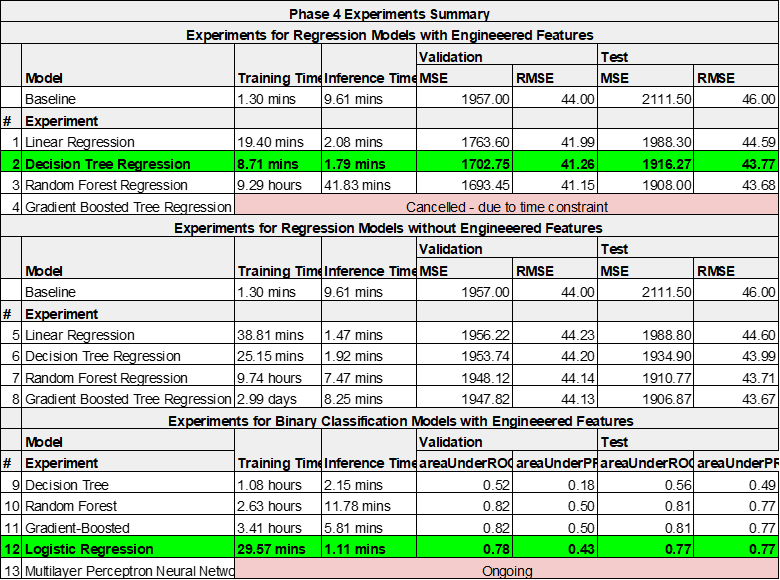 Phase 4 Experiments Summary
Experiments for Regression Models with Engineeered Features
Validation Test
Model Training Time Inference Time MSE RMSE MSE RMSE
Baseline 1.30 mins 9.61 mins 1957.00 44.00 2111.50 46.00
# Experiment
1 Linear Regression 19.40 mins 2.08 mins 1763.60 41.99 1988.30 44.59
2 Decision Tree Regression 8.71 mins 1.79 mins 1702.75 41.26 1916.27 43.77
3 Random Forest Regression 9.29 hours 41.83 mins 1693.45 41.15 1908.00 43.68
4 Gradient Boosted Tree Regression Cancelled - due to time constraint
Experiments for Regression Models without Engineeered Features
Validation Test
Model Training Time Inference Time MSE RMSE MSE RMSE
Baseline 1.30 mins 9.61 mins 1957.00 44.00 2111.50 46.00
# Experiment
5 Linear Regression 38.81 mins 1.47 mins 1956.22 44.23 1988.80 44.60
6 Decision Tree Regression 25.15 mins 1.92 mins 1953.74 44.20 1934.90 43.99
7 Random Forest Regression 9.74 hours 7.47 mins 1948.12 44.14 1910.77 43.71
8 Gradient Boosted Tree Regression 2.99 days 8.25 mins 1947.82 44.13 1906.87 43.67
Experiments for Binary Classification Models with Engineeered Features
Model Validation Test
# Experiment Training Time Inference Time areaUnderROC areaUnderPR areaUnderROC areaUnderPR
9 Decision Tree 1.08 hours 2.15 mins 0.52 0.18 0.56 0.49
10 Random Forest 2.63 hours 11.78 mins 0.82 0.50 0.81 0.77
11 Gradient-Boosted 3.41 hours 5.81 mins 0.82 0.50 0.81 0.77
12 Logistic Regression 29.57 mins 1.11 mins 0.78 0.43 0.77 0.77
13 Multilayer Perceptron Neural Netwo Ongoing